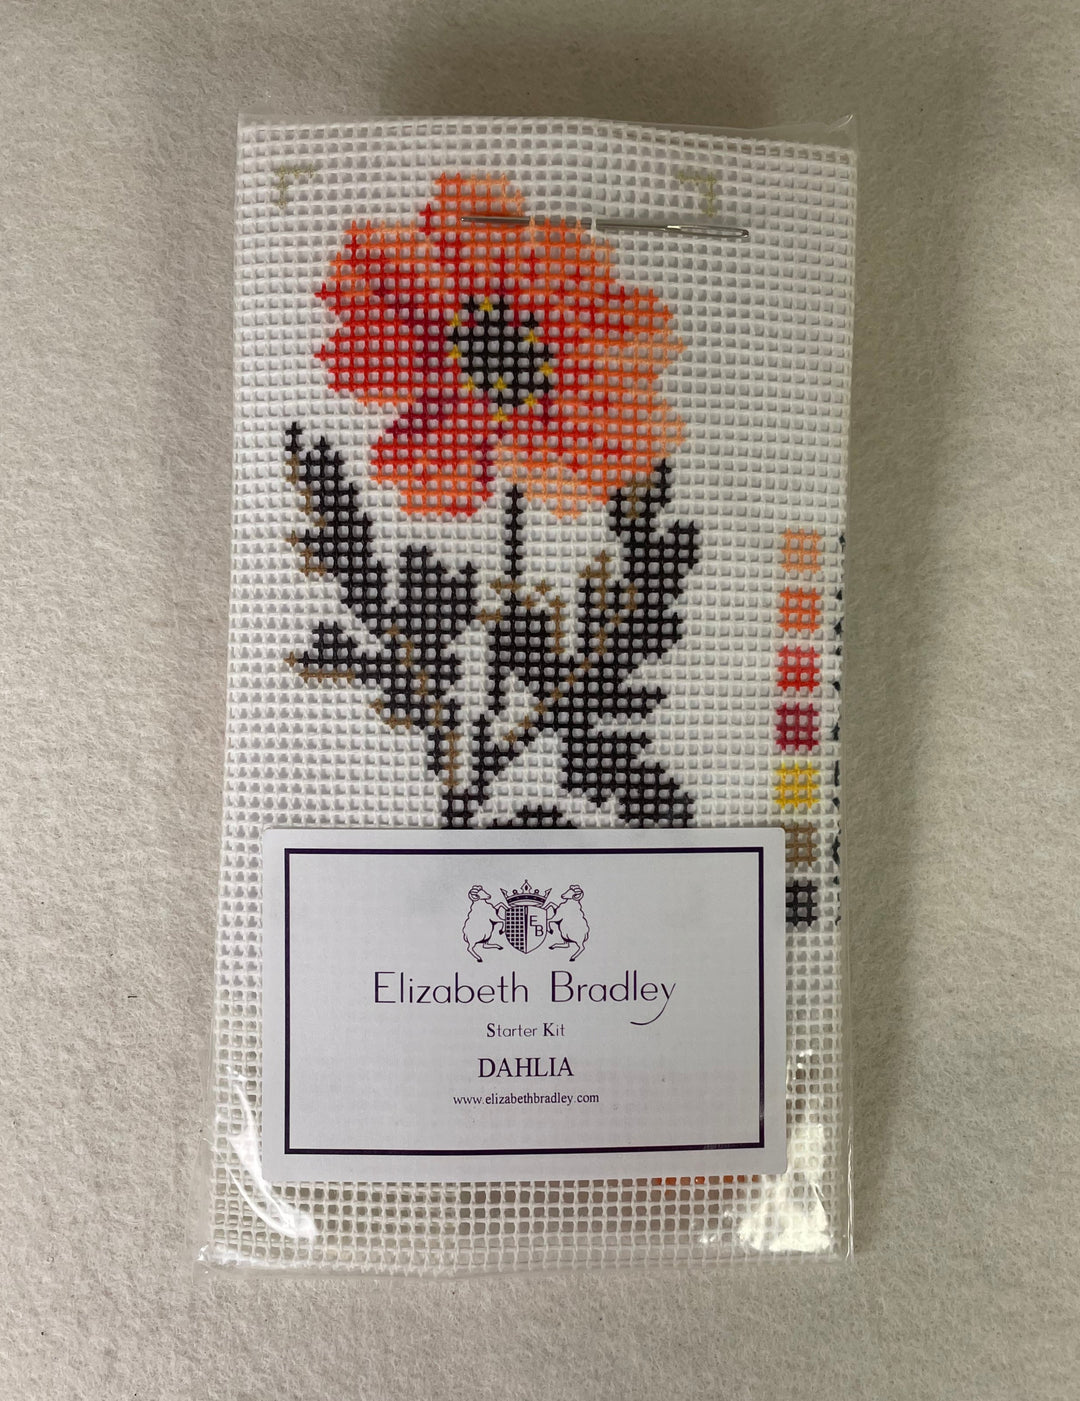 E
B
Elizabeth Bradley
Starter Kit
DAHLIA
www.elizabethbradley.com